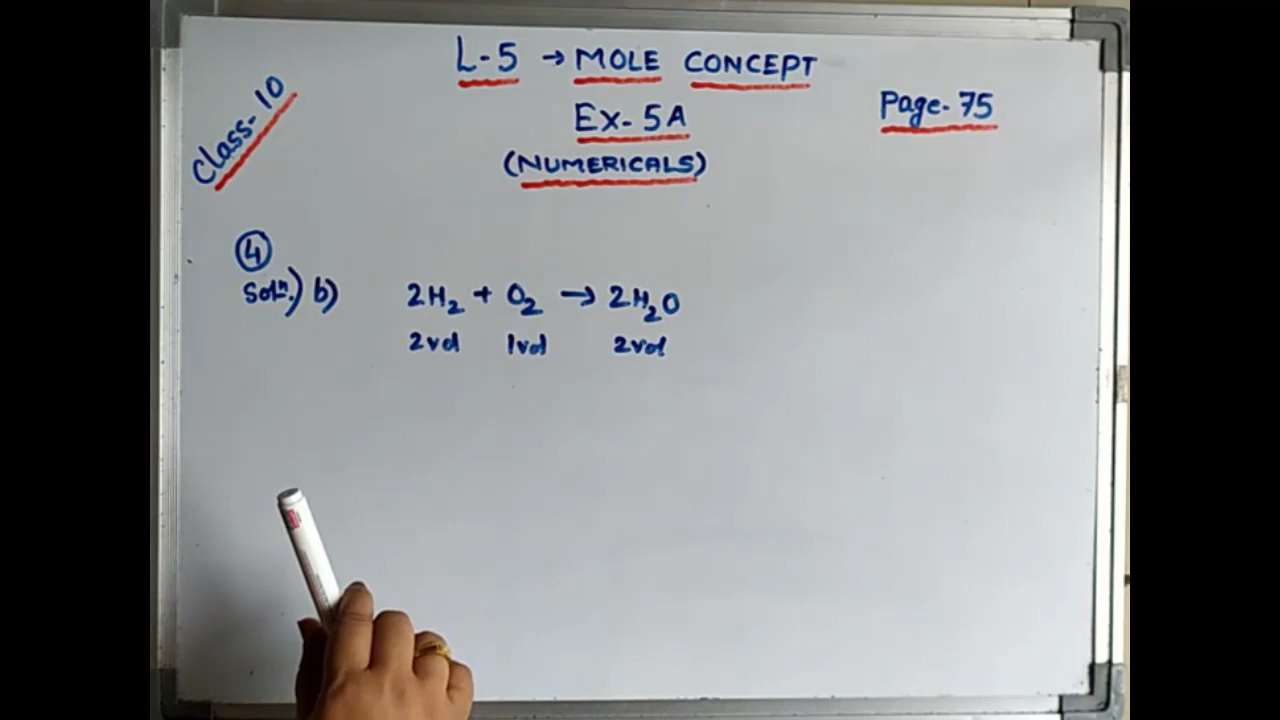 L-5 → MOLE CONCEPT
Class-10
Ex-5A
Page-75
(NUMERICALS)
4
Solⁿ.) b) 2H₂ + O₂ → 2H₂O
2vol 1vol 2vol